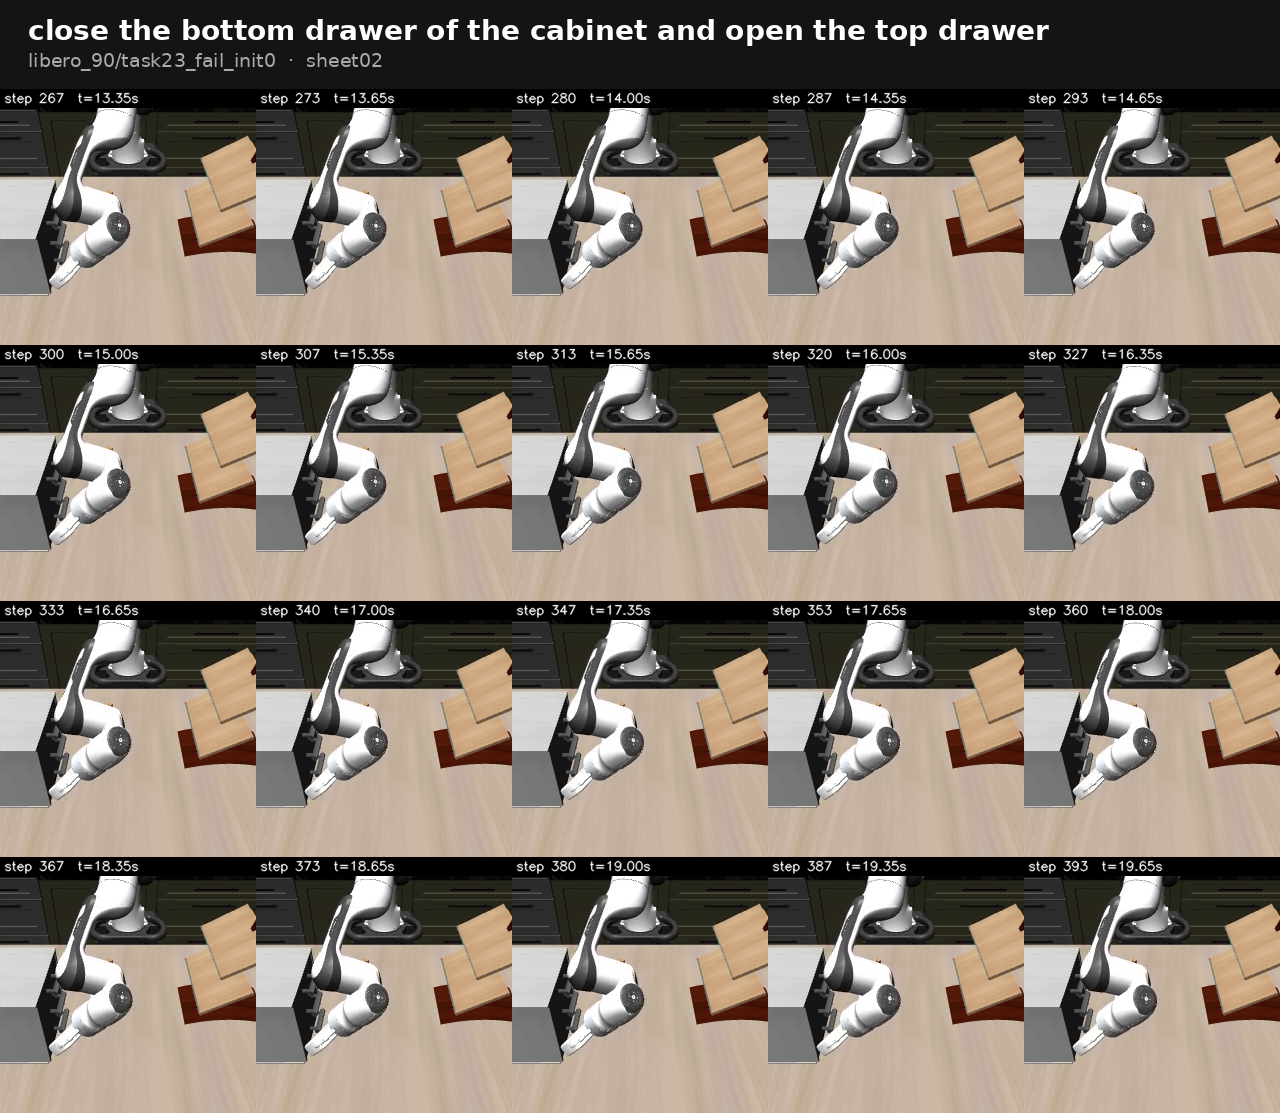 close the bottom drawer of the cabinet and open the top drawer
libero_90/task23_fail_init0 · sheet02
step 267 t=13.35s
step 273 t=13.65s
step 280 t=14.00s
step 287 t=14.35s
step 293 t=14.65s
step 300 t=15.00s
step 307 t=15.35s
step 313 t=15.65s
step 320 t=16.00s
step 327 t=16.35s
step 333 t=16.65s
step 340 t=17.00s
step 347 t=17.35s
step 353 t=17.65s
step 360 t=18.00s
step 367 t=18.35s
step 373 t=18.65s
step 380 t=19.00s
step 387 t=19.35s
step 393 t=19.65s